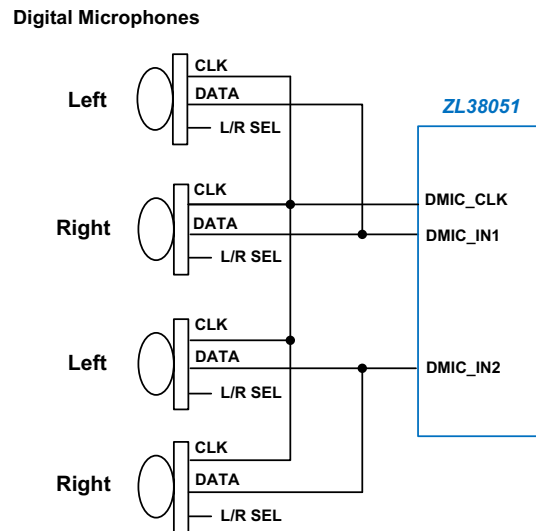 Digital Microphones
CLK
Left
DATA
L/R SEL
ZL38051
CLK
DMIC_CLK
Right
DATA
DMIC_IN1
L/R SEL
CLK
Left
DATA
DMIC_IN2
L/R SEL
CLK
Right
DATA
L/R SEL